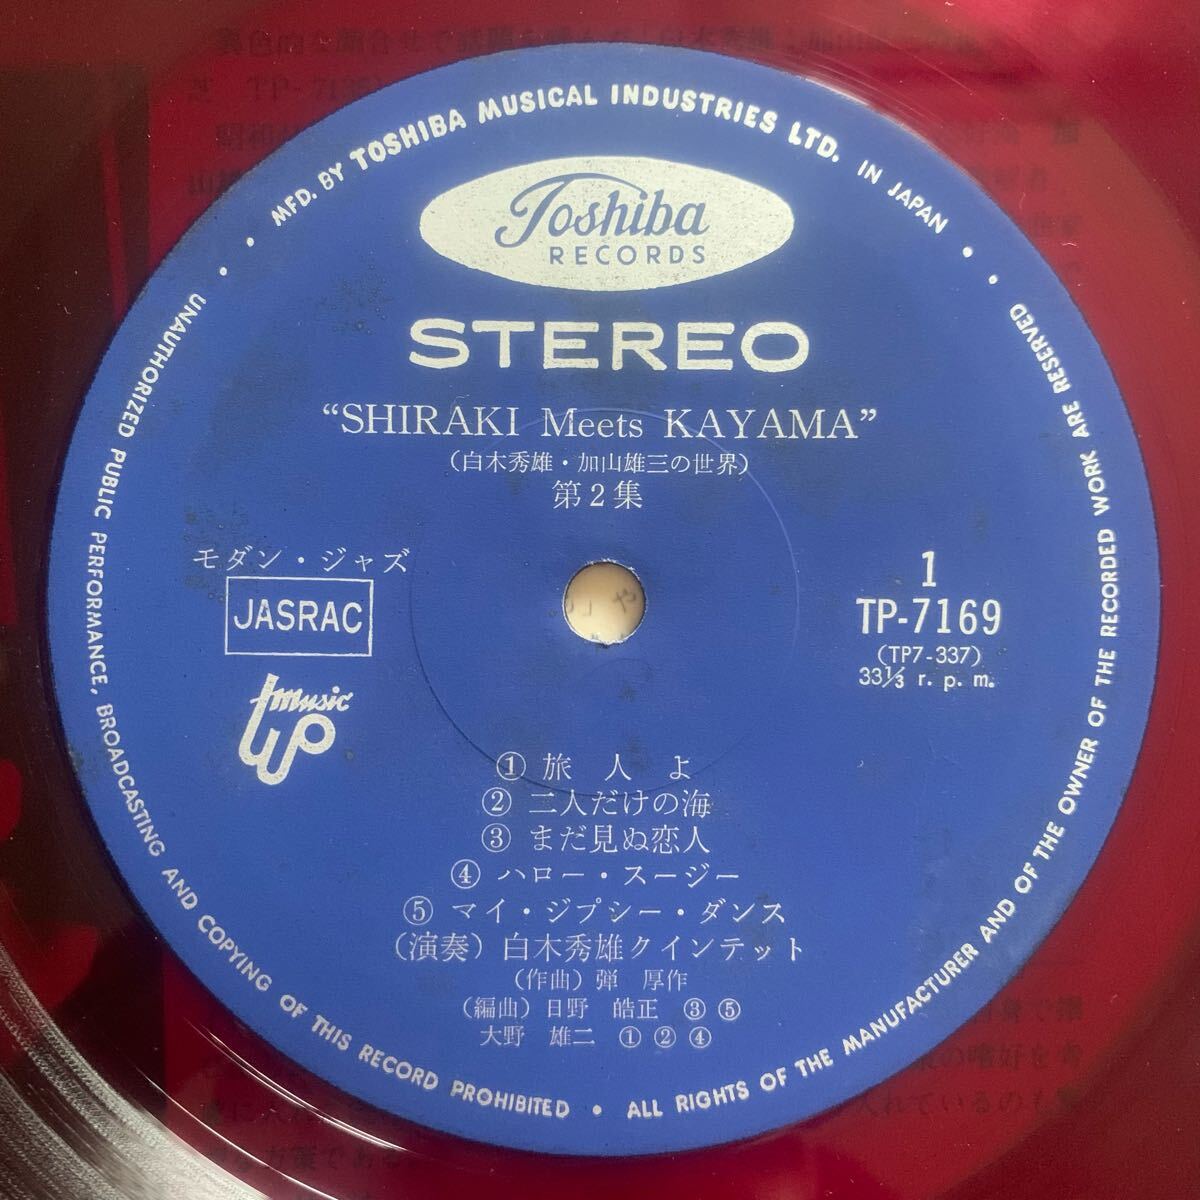 MFD. BY TOSHIBA MUSICAL INDUSTRIES LTD. IN JAPAN
Toshiba
RECORDS
STEREO
“SHIRAKI Meets KAYAMA”
(白木秀雄・加山雄三の世界)
第2集
モダン・ジャズ
JASRAC
music
1
TP-7169
(TP7-337)
33⅓ r. p. m.
① 旅 人 よ
② 二人だけの海
③ まだ見ぬ恋人
④ ハロー・スージー
⑤ マイ・ジプシー・ダンス
(演奏) 白木秀雄クインテット
(作曲) 弾 厚作
(編曲) 日野 皓正 ③ ⑤
大野 雄二 ① ② ④
UNAUTHORIZED PUBLIC PERFORMANCE, BROADCASTING AND COPYING OF THIS RECORD PROHIBITED • ALL RIGHTS OF THE MANUFACTURER AND OF THE OWNER OF THE RECORDED WORK ARE RESERVED